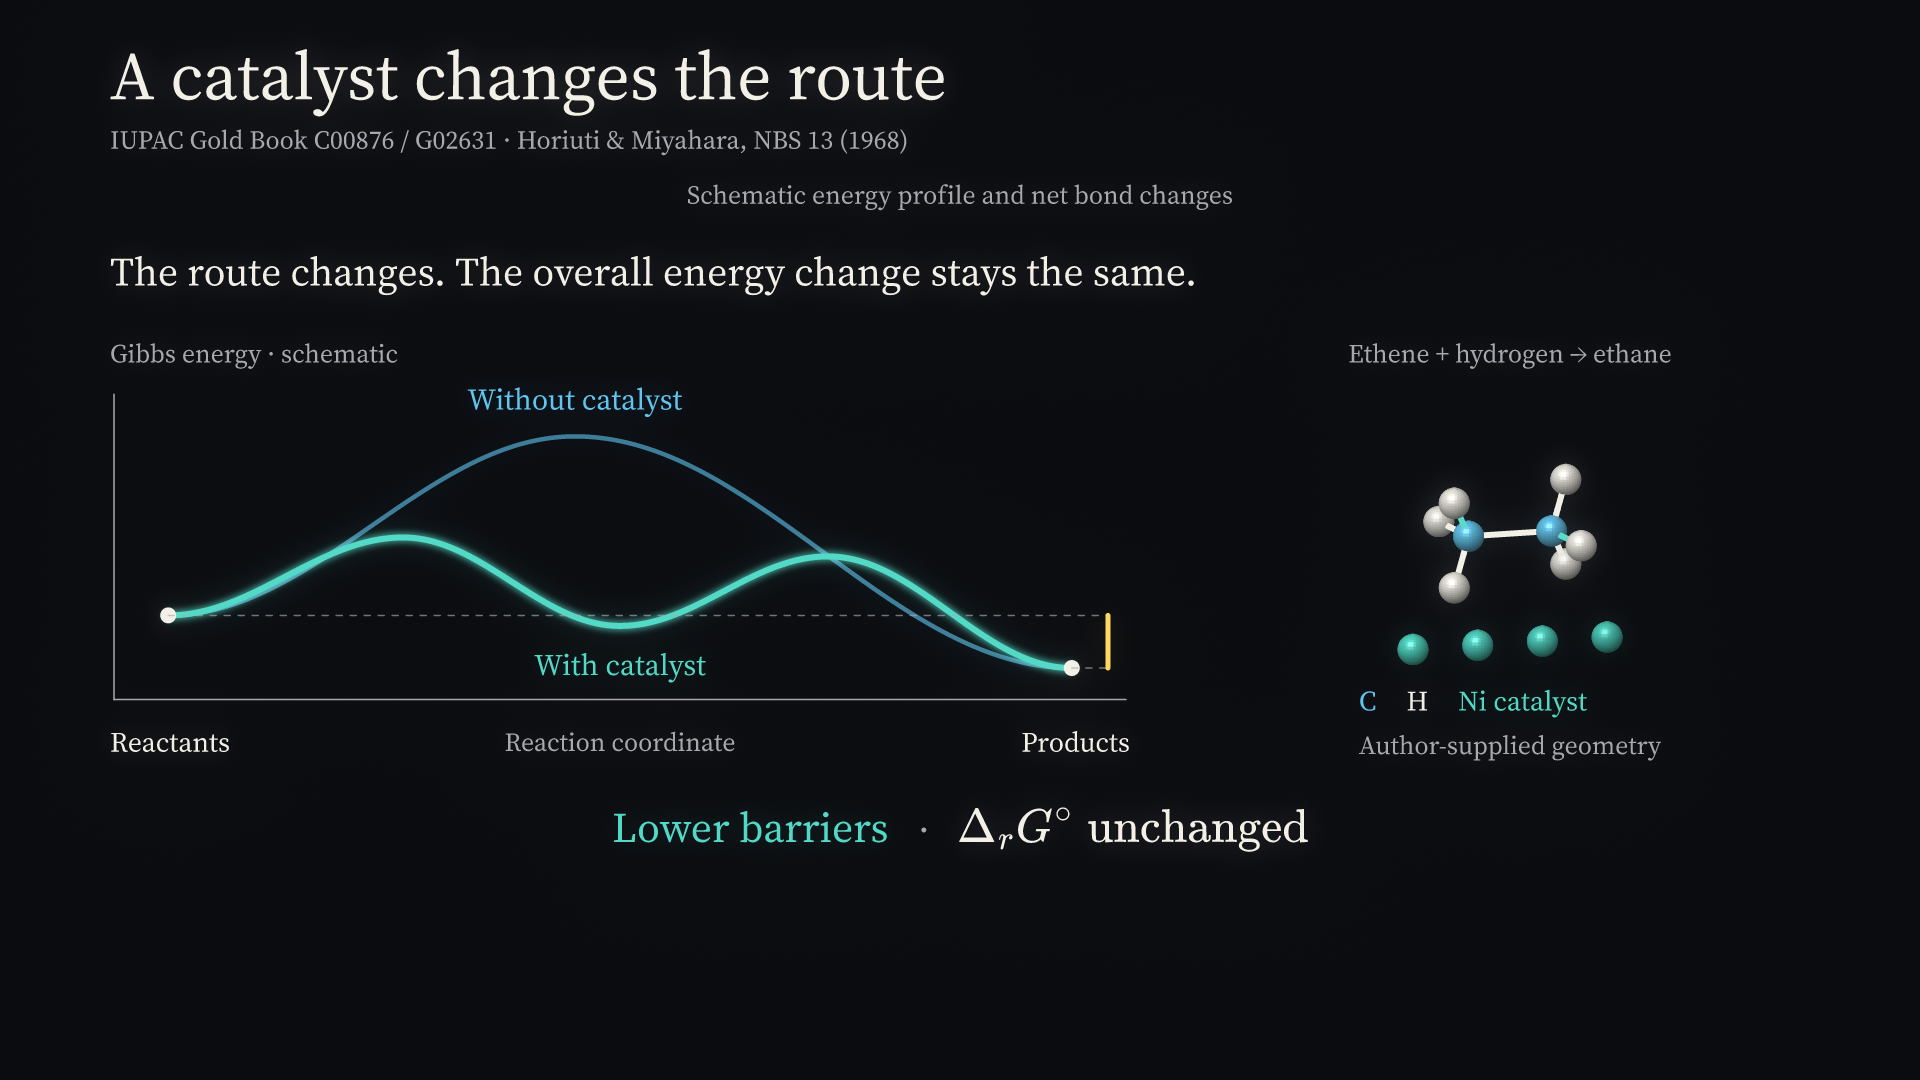 A catalyst changes the route
IUPAC Gold Book C00876 / G02631 · Horiuti & Miyahara, NBS 13 (1968)
Schematic energy profile and net bond changes
The route changes. The overall energy change stays the same.
Gibbs energy · schematic
Ethene + hydrogen → ethane
Without catalyst
With catalyst
C H Ni catalyst
Reactants Reaction coordinate Products
Author-supplied geometry
Lower barriers · ΔᵣG° unchanged